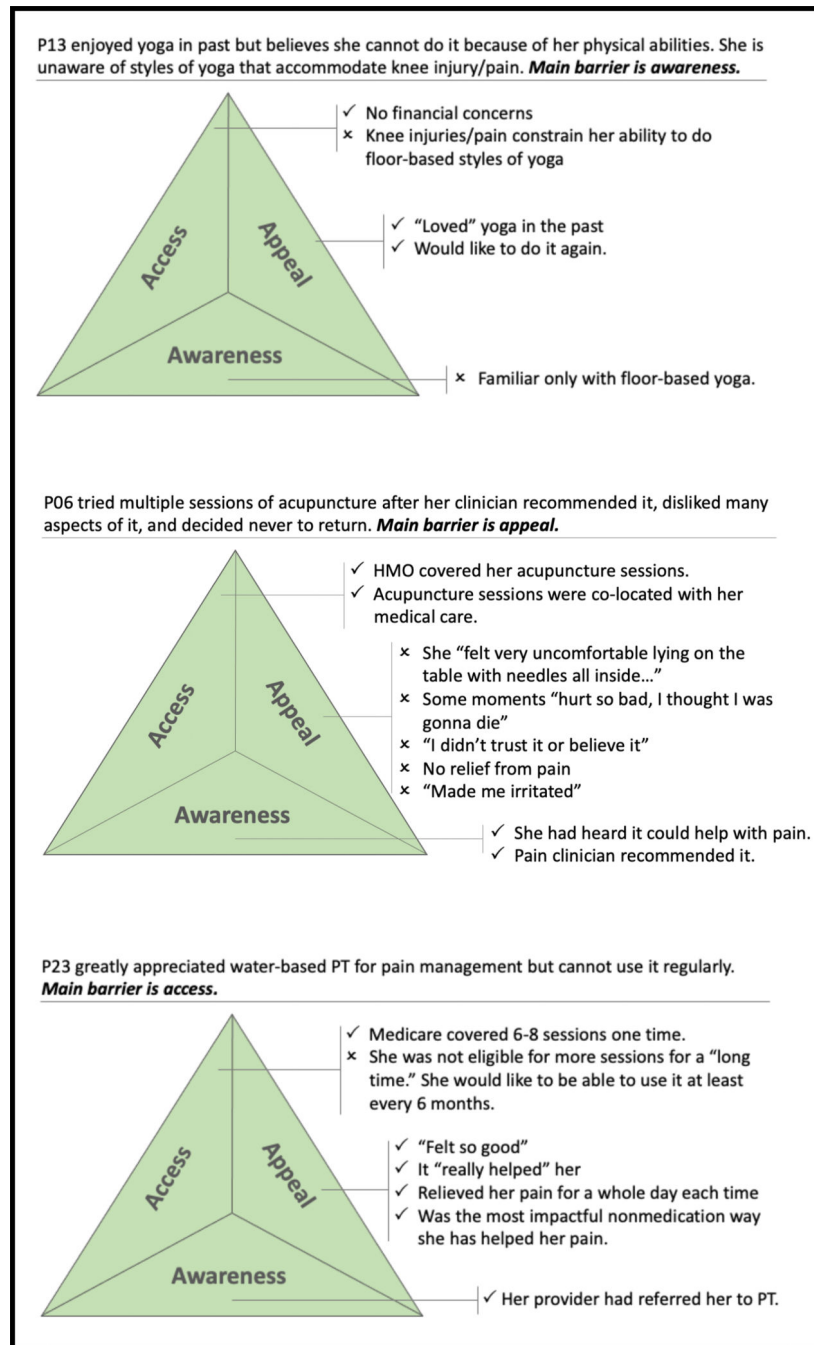 P13 enjoyed yoga in past but believes she cannot do it because of her physical abilities. She is
unaware of styles of yoga that accommodate knee injury/pain. Main barrier is awareness.
✓ No financial concerns
× Knee injuries/pain constrain her ability to do
floor-based styles of yoga
Access
Appeal
✓ “Loved” yoga in the past
✓ Would like to do it again.
Awareness
× Familiar only with floor-based yoga.
P06 tried multiple sessions of acupuncture after her clinician recommended it, disliked many
aspects of it, and decided never to return. Main barrier is appeal.
✓ HMO covered her acupuncture sessions.
✓ Acupuncture sessions were co-located with her
medical care.
Access
Appeal
× She “felt very uncomfortable lying on the
table with needles all inside…”
× Some moments “hurt so bad, I thought I was
gonna die”
× “I didn’t trust it or believe it”
× No relief from pain
× “Made me irritated”
Awareness
✓ She had heard it could help with pain.
✓ Pain clinician recommended it.
P23 greatly appreciated water-based PT for pain management but cannot use it regularly.
Main barrier is access.
✓ Medicare covered 6-8 sessions one time.
× She was not eligible for more sessions for a “long
time.” She would like to be able to use it at least
every 6 months.
Access
Appeal
✓ “Felt so good”
✓ It “really helped” her
✓ Relieved her pain for a whole day each time
✓ Was the most impactful nonmedication way
she has helped her pain.
Awareness
✓ Her provider had referred her to PT.